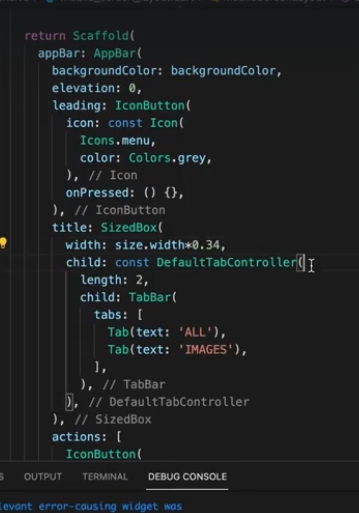 return Scaffold(
appBar: AppBar(
backgroundColor: backgroundColor,
elevation: 0,
leading: IconButton(
icon: const Icon(
Icons.menu,
color: Colors.grey,
), // Icon
onPressed: () {},
), // IconButton
title: SizedBox(
width: size.width*0.34,
child: const DefaultTabController(
length: 2,
child: TabBar(
tabs: [
Tab(text: 'ALL'),
Tab(text: 'IMAGES'),
],
), // TabBar
), // DefaultTabController
), // SizedBox
actions: [
IconButton(
S OUTPUT TERMINAL DEBUG CONSOLE
levant error-causing widget was